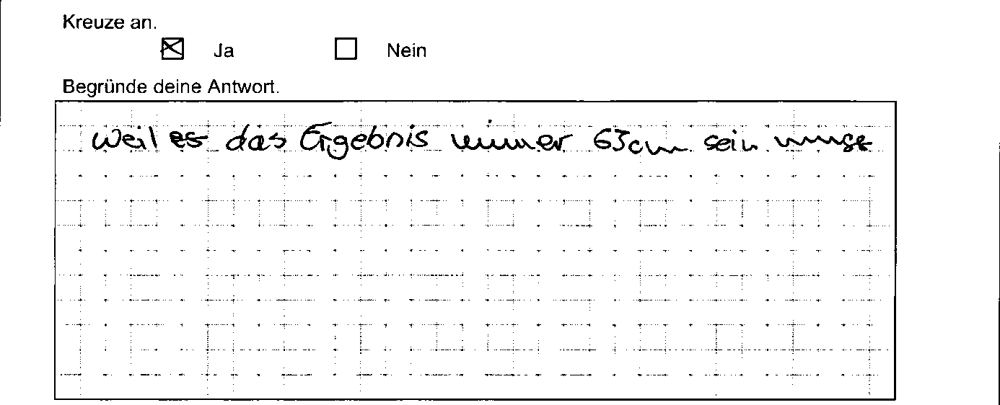 Kreuze an.
Ja Nein
Begründe deine Antwort.
Weil es das Ergebnis immer 63cm sein muss